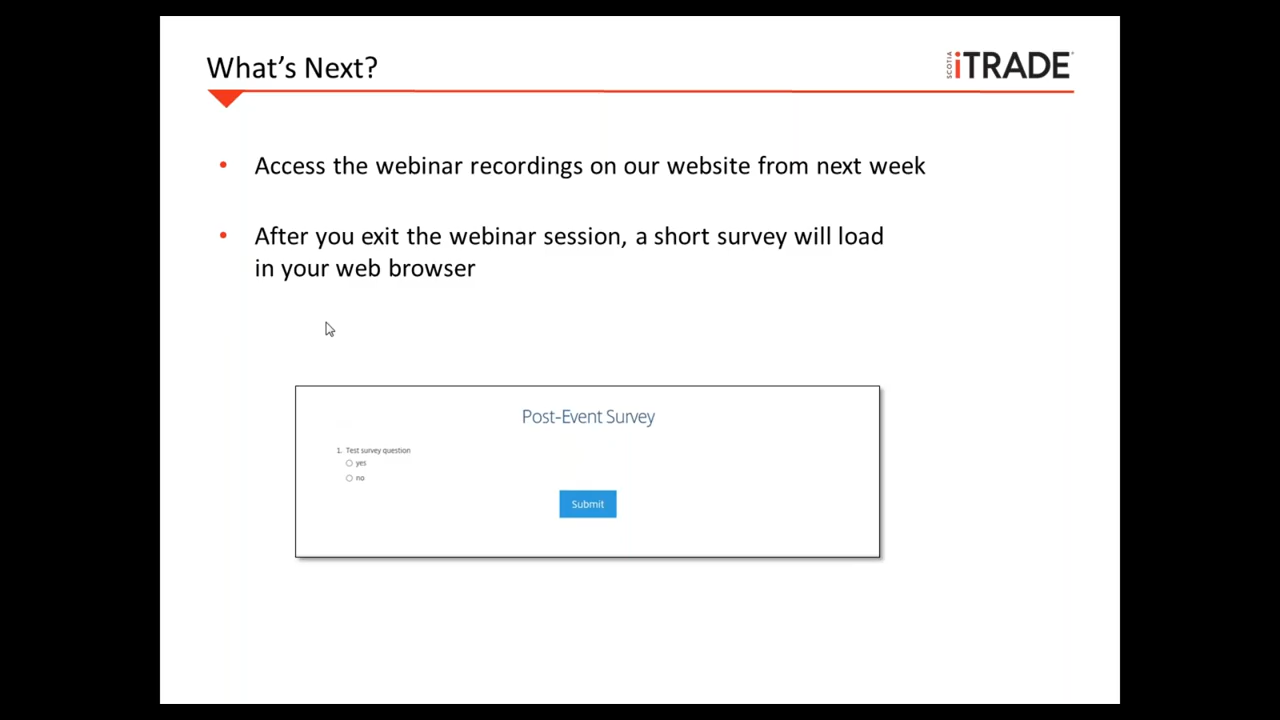 What's Next?
SCOTIA iTRADE
• Access the webinar recordings on our website from next week
• After you exit the webinar session, a short survey will load
in your web browser
Post-Event Survey
1. Test survey question
yes
no
Submit